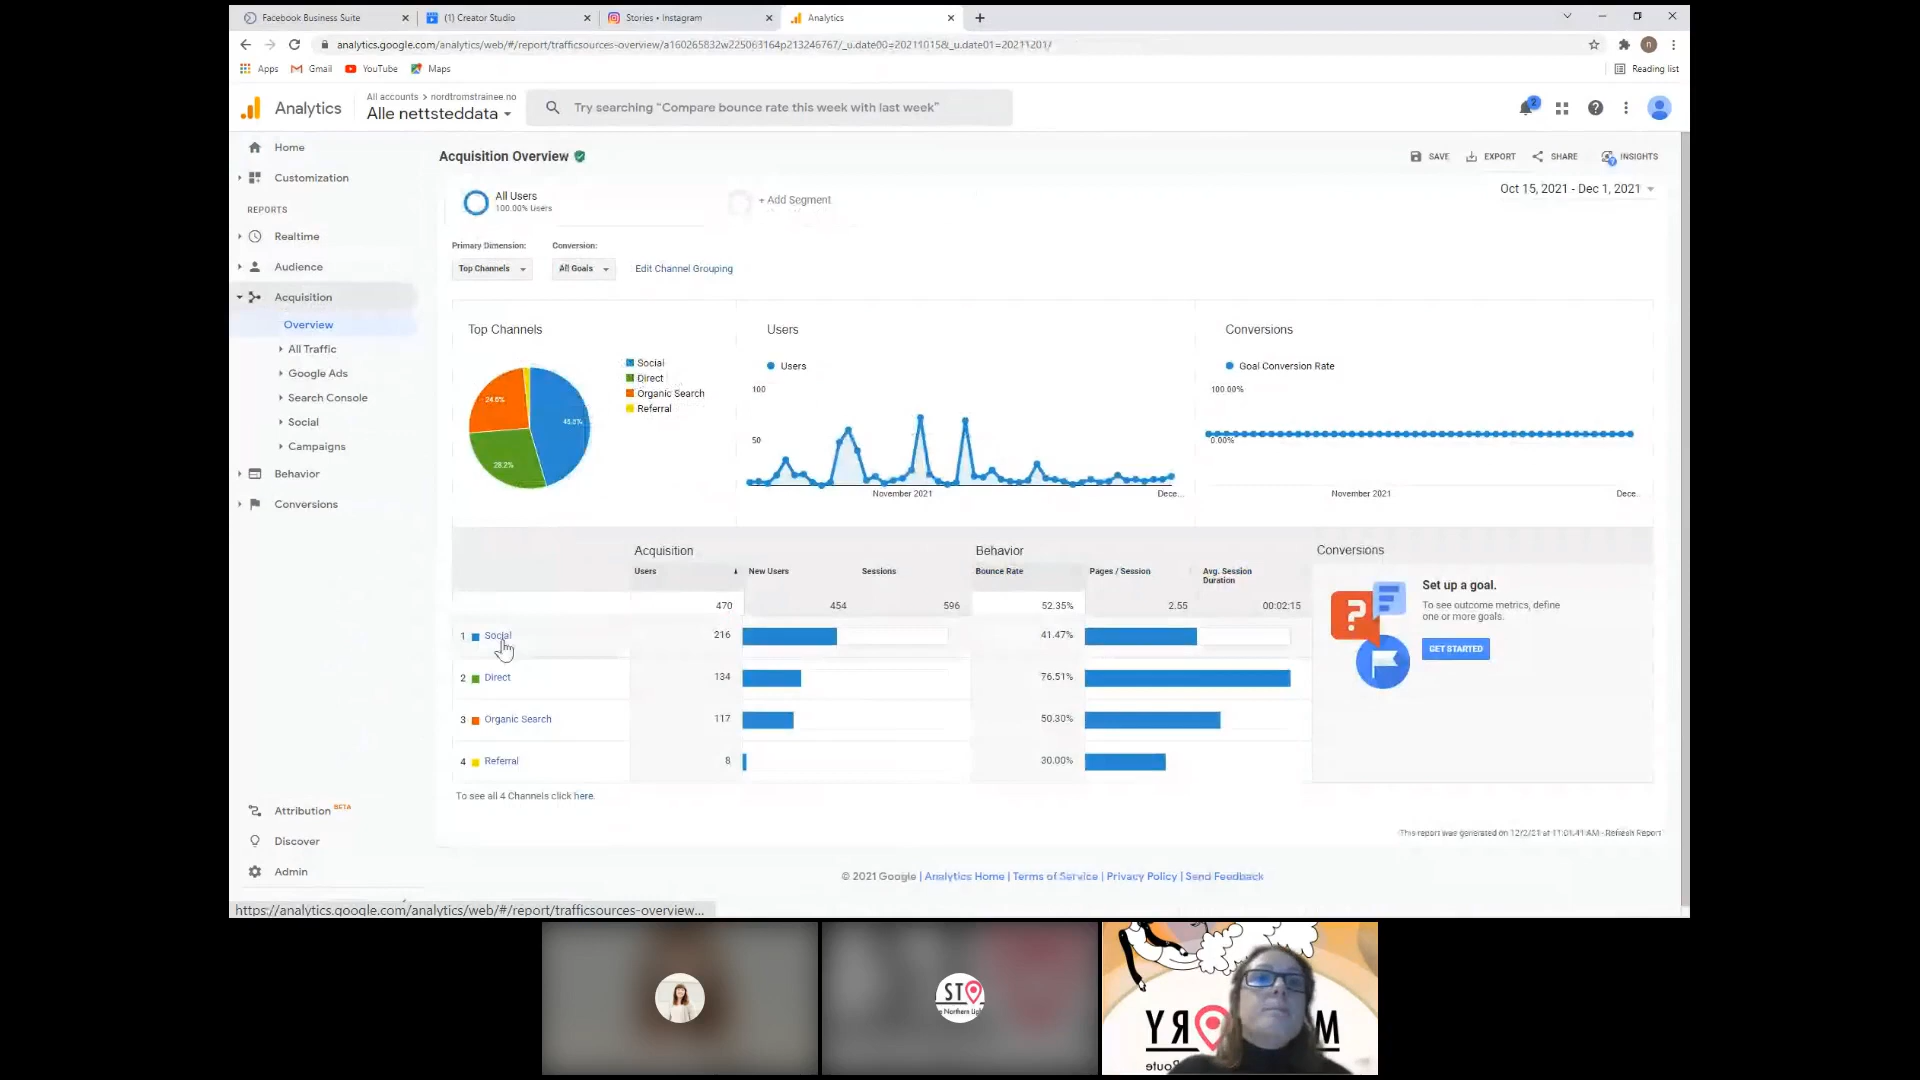 Facebook Business Suite
(1) Creator Studio
Stories • Instagram
Analytics
analytics.google.com/analytics/web/#/report/trafficsources-overview/a160265832w225063164p213246767/_u.date00=20211015&_u.date01=20211201/
Apps
Gmail
YouTube
Maps
Reading list
Analytics
All accounts > nordtromstrainee.no
Alle nettsteddata
Try searching "Compare bounce rate this week with last week"
2
Home
Customization
REPORTS
Realtime
Audience
Acquisition
Overview
All Traffic
Google Ads
Search Console
Social
Campaigns
Behavior
Conversions
Attribution BETA
Discover
Admin
Acquisition Overview
SAVE
EXPORT
SHARE
INSIGHTS
Oct 15, 2021 - Dec 1, 2021
All Users
100.00% Users
+ Add Segment
Primary Dimension:
Conversion:
Top Channels
All Goals
Edit Channel Grouping
Top Channels
Social
Direct
Organic Search
Referral
24.6%
28.2%
Users
Users
100
50
November 2021
Dece...
Conversions
Goal Conversion Rate
100.00%
0.00%
November 2021
Dece...
Acquisition
Behavior
Conversions
Users
New Users
Sessions
Bounce Rate
Pages / Session
Avg. Session
Duration
470
454
596
52.35%
2.55
00:02:15
1 Social 216 41.47%
2 Direct 134 76.51%
3 Organic Search 117 50.30%
4 Referral 8 30.00%
Set up a goal.
To see outcome metrics, define
one or more goals.
GET STARTED
To see all 4 Channels click here.
This report was generated on 12/2/21 at 11:01:41 AM - Refresh Report
© 2021 Google | Analytics Home | Terms of Service | Privacy Policy | Send Feedback
https://analytics.google.com/analytics/web/#/report/trafficsources-overview...
ST
Northern